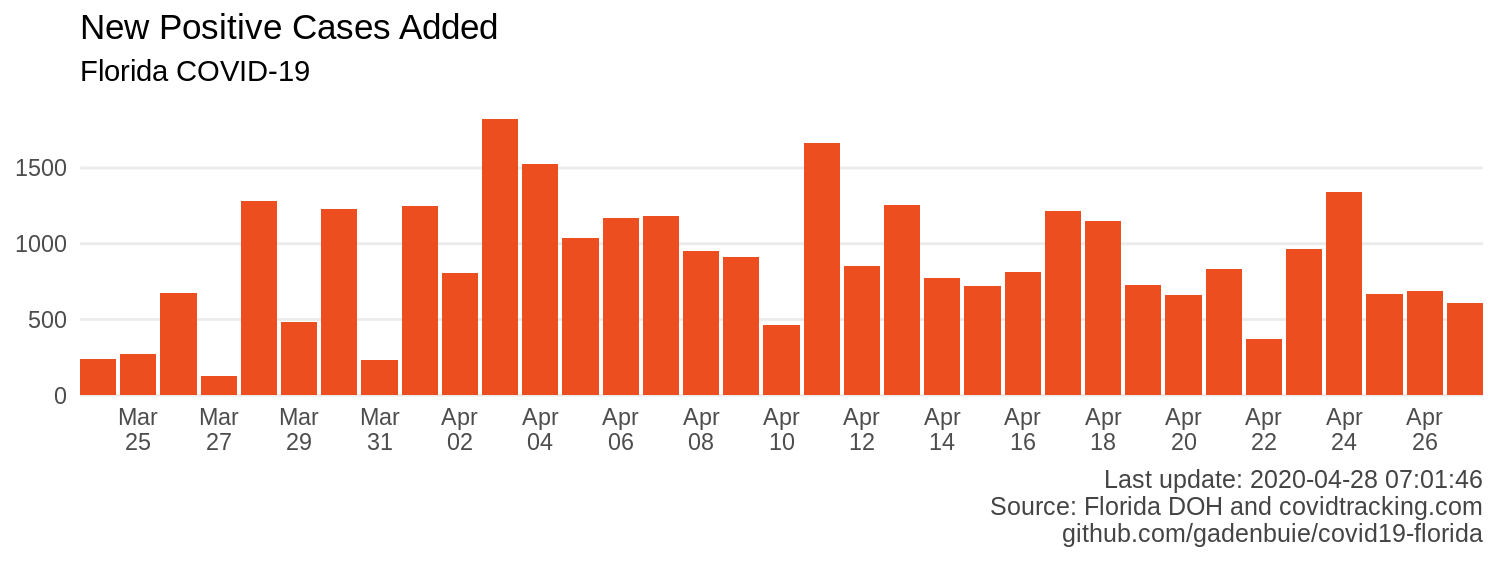 New Positive Cases Added
Florida COVID-19
1500
1000
500
0
Mar Mar Mar Mar Apr Apr Apr Apr Apr Apr Apr Apr Apr Apr Apr Apr Apr
25 27 29 31 02 04 06 08 10 12 14 16 18 20 22 24 26
Last update: 2020-04-28 07:01:46
Source: Florida DOH and covidtracking.com
github.com/gadenbuie/covid19-florida